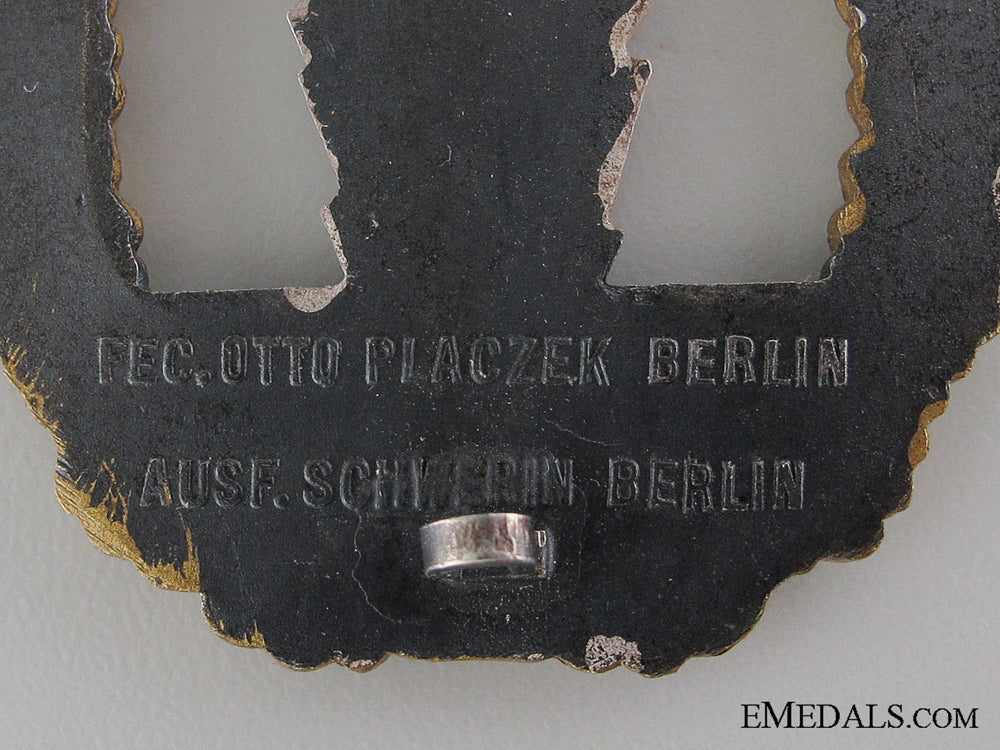 FEC. OTTO PLACZEK BERLIN
AUSF. SCHWERIN BERLIN
EMEDALS.COM